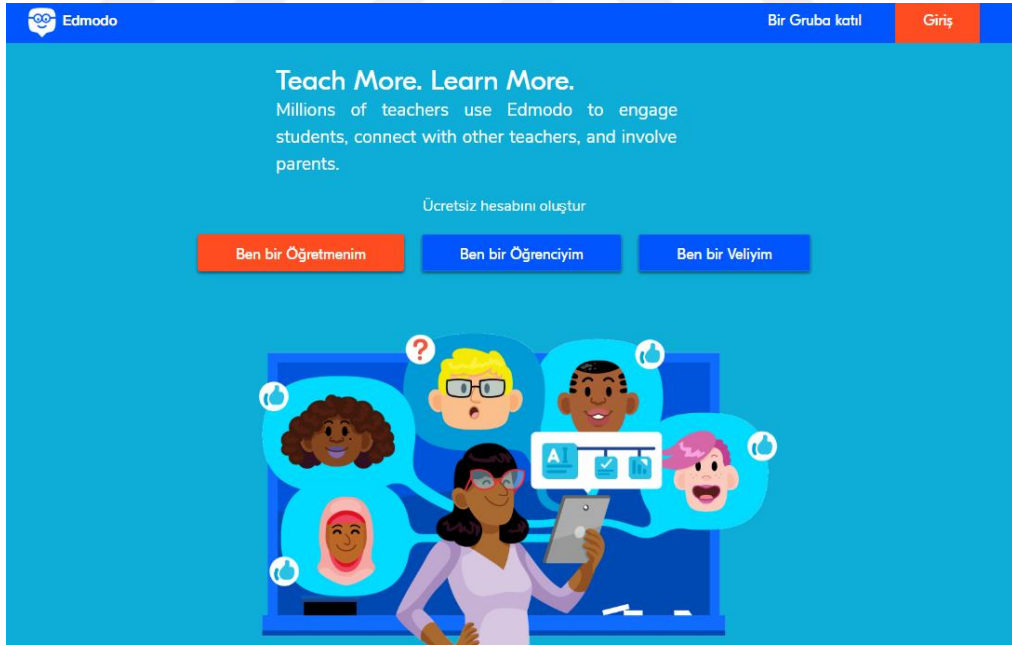 Edmodo
Bir Gruba katıl
Giriş
Teach More. Learn More.
Millions of teachers use Edmodo to engage
students, connect with other teachers, and involve
parents.
Ücretsiz hesabını oluştur
Ben bir Öğretmenim
Ben bir Öğrenciyim
Ben bir Veliyim
?
A